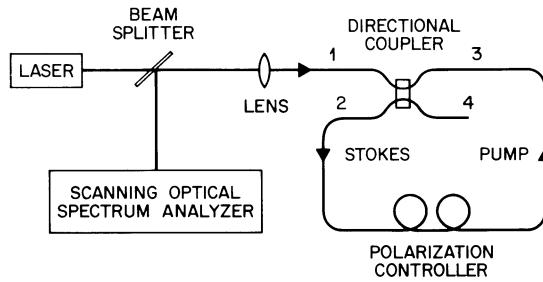 BEAM
SPLITTER
DIRECTIONAL
COUPLER
LASER
1
3
LENS
2
4
STOKES
PUMP
SCANNING OPTICAL
SPECTRUM ANALYZER
POLARIZATION
CONTROLLER